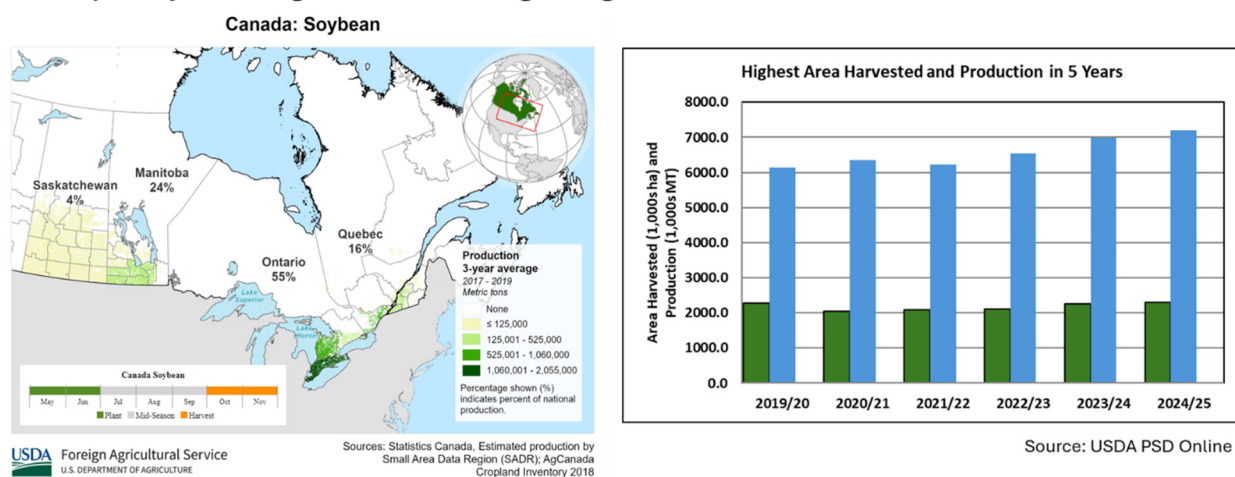 Canada: Soybean
Saskatchewan
4%
Manitoba
24%
Ontario
55%
Quebec
16%
Lake
Superior
Lake
Huron
Production
3-year average
2017 - 2019
Metric tons
None
≤ 125,000
125,001 - 525,000
525,001 - 1,060,000
1,060,001 - 2,055,000
Percentage shown (%)
indicates percent of national
production.
Canada Soybean
May Jun Jul Aug Sep Oct Nov
Plant Mid-Season Harvest
USDA Foreign Agricultural Service
U.S. DEPARTMENT OF AGRICULTURE
Sources: Statistics Canada, Estimated production by
Small Area Data Region (SADR); AgCanada
Cropland Inventory 2018
Highest Area Harvested and Production in 5 Years
Area Harvested (1,000s ha) and
Production (1,000s MT)
8000.0
7000.0
6000.0
5000.0
4000.0
3000.0
2000.0
1000.0
0.0
2019/20 2020/21 2021/22 2022/23 2023/24 2024/25
Source: USDA PSD Online